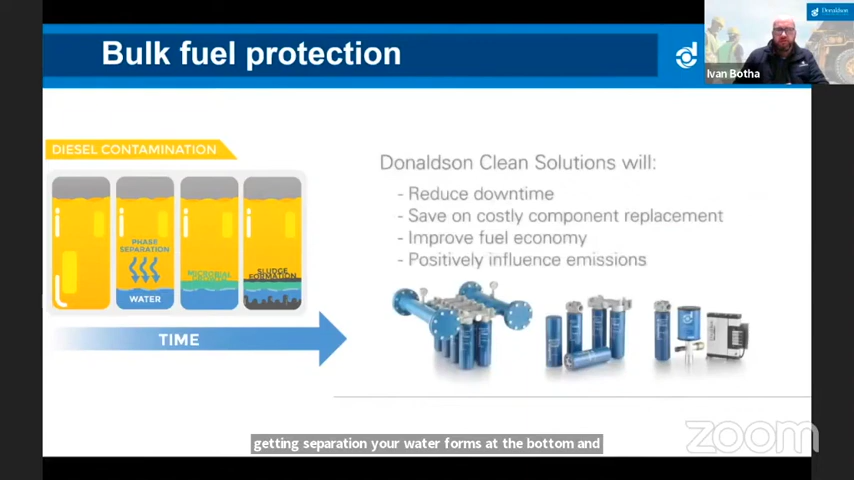 Bulk fuel protection
Donaldson
Ivan Botha
DIESEL CONTAMINATION
PHASE
SEPARATION
WATER
MICROBIAL
SLUDGE
FORMATION
TIME
Donaldson Clean Solutions will:
- Reduce downtime
- Save on costly component replacement
- Improve fuel economy
- Positively influence emissions
getting separation your water forms at the bottom and
zoom